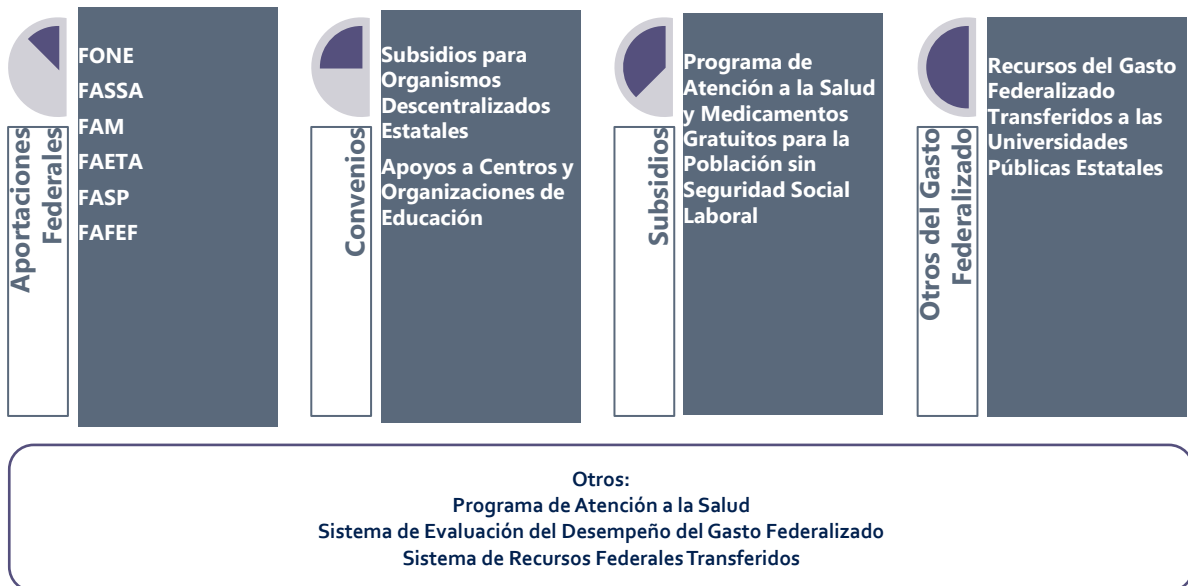 Aportaciones
Federales
FONE
FASSA
FAM
FAETA
FASP
FAFEF
Convenios
Subsidios para
Organismos
Descentralizados
Estatales
Apoyos a Centros y
Organizaciones de
Educación
Subsidios
Programa de
Atención a la Salud
y Medicamentos
Gratuitos para la
Población sin
Seguridad Social
Laboral
Otros del Gasto
Federalizado
Recursos del Gasto
Federalizado
Transferidos a las
Universidades
Públicas Estatales
Otros:
Programa de Atención a la Salud
Sistema de Evaluación del Desempeño del Gasto Federalizado
Sistema de Recursos Federales Transferidos